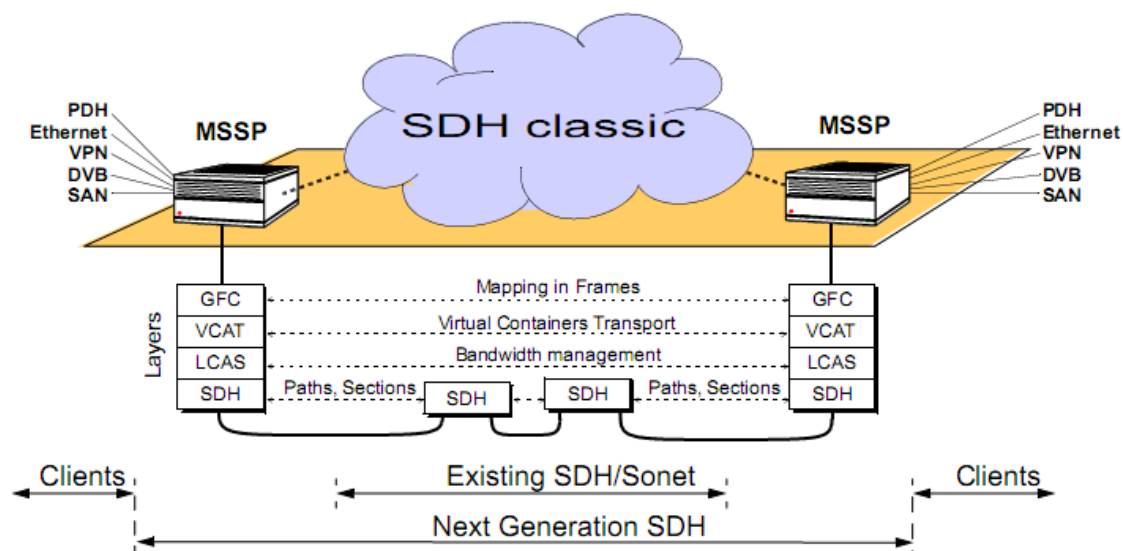 SDH classic
PDH
Ethernet
VPN
DVB
SAN
MSSP
MSSP
PDH
Ethernet
VPN
DVB
SAN
Layers
GFC
Mapping in Frames
GFC
VCAT
Virtual Containers Transport
VCAT
LCAS
Bandwidth management
LCAS
SDH
Paths, Sections
SDH
SDH
Paths, Sections
SDH
Clients
Existing SDH/Sonet
Clients
Next Generation SDH